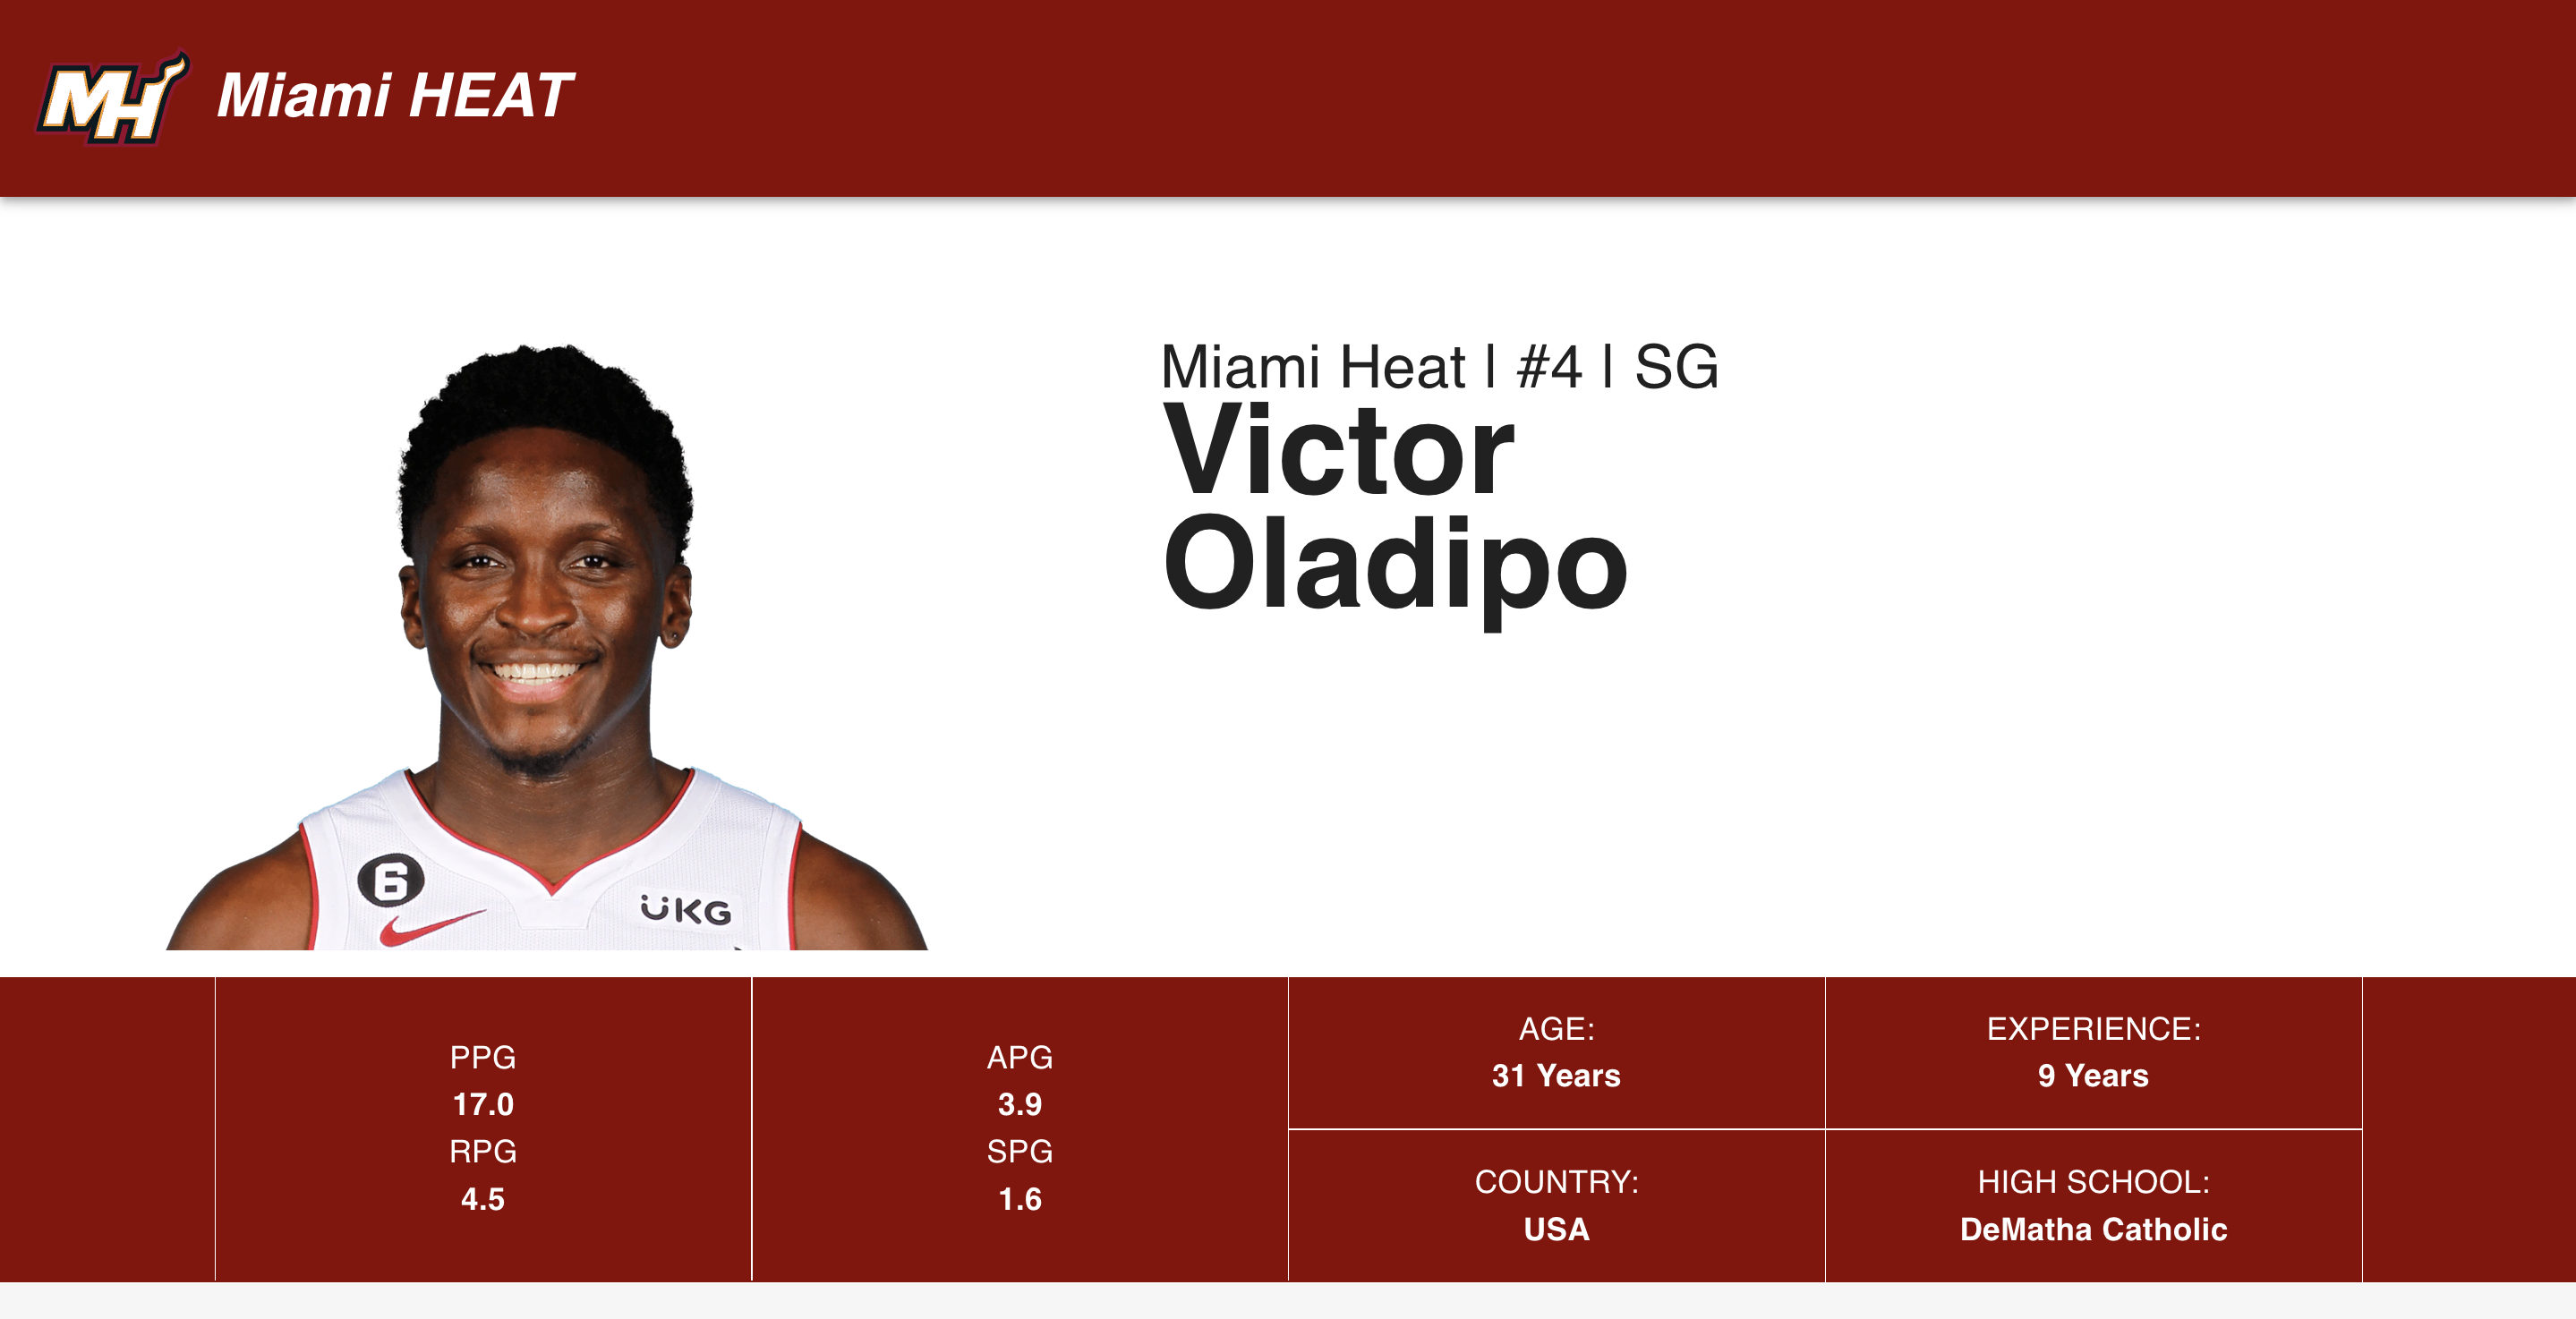 MH
Miami HEAT
Miami Heat | #4 | SG
Victor
Oladipo
6
UKG
PPG
17.0
RPG
4.5
APG
3.9
SPG
1.6
AGE:
31 Years
EXPERIENCE:
9 Years
COUNTRY:
USA
HIGH SCHOOL:
DeMatha Catholic